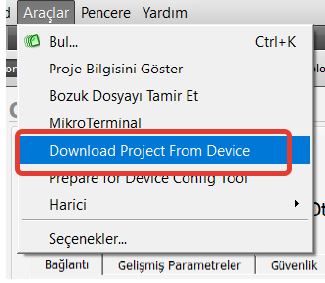 Araçlar Pencere Yardım
Bul... Ctrl+K
Proje Bilgisini Göster
Bozuk Dosyayı Tamir Et
MikroTerminal
Download Project From Device
Prepare for Device Config Tool
Harici
Seçenekler...
Bağlantı Gelişmiş Parametreler Güvenlik